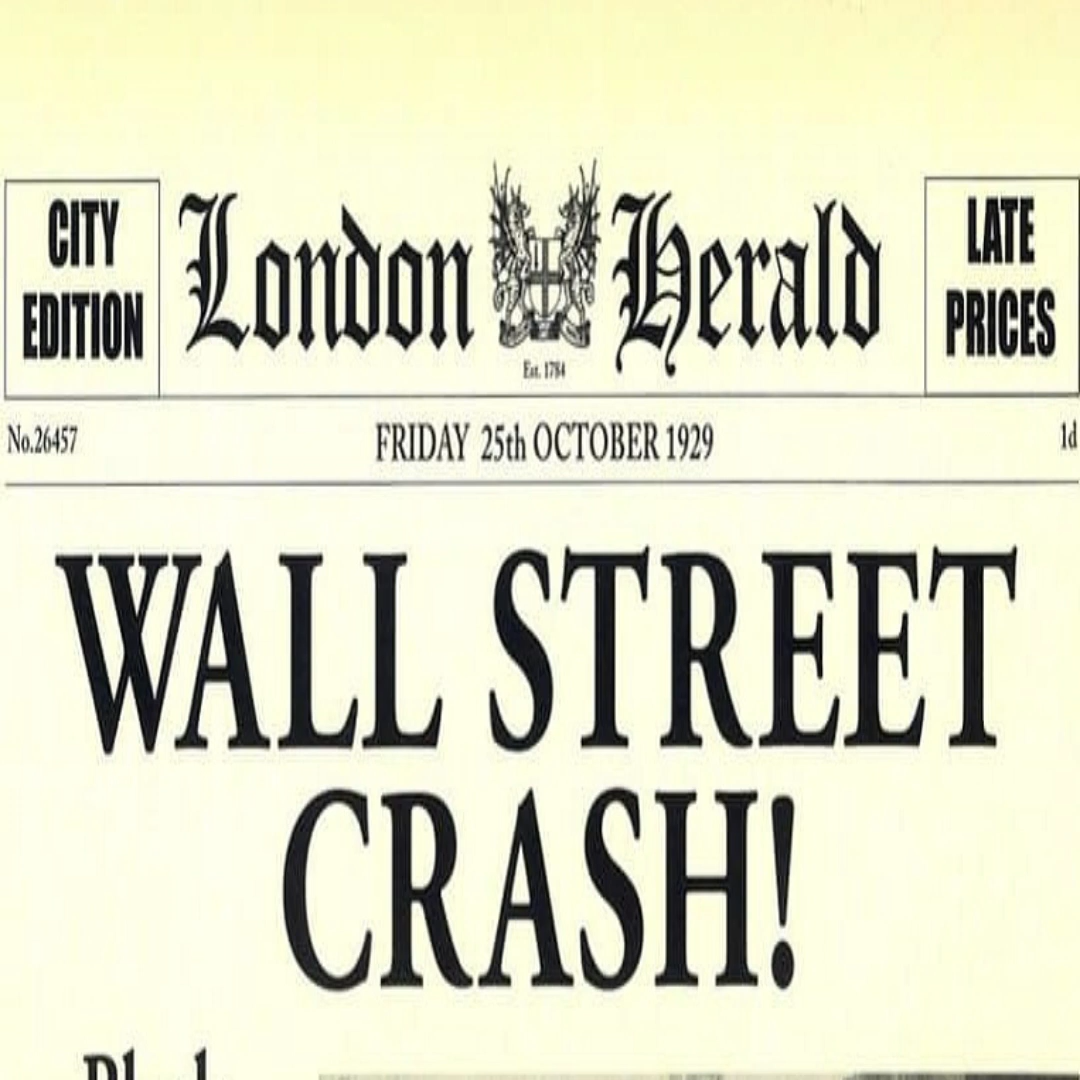 CITY
EDITION
London Herald
LATE
PRICES
Est. 1784
No.26457
FRIDAY 25th OCTOBER 1929
1d
WALL STREET
CRASH!